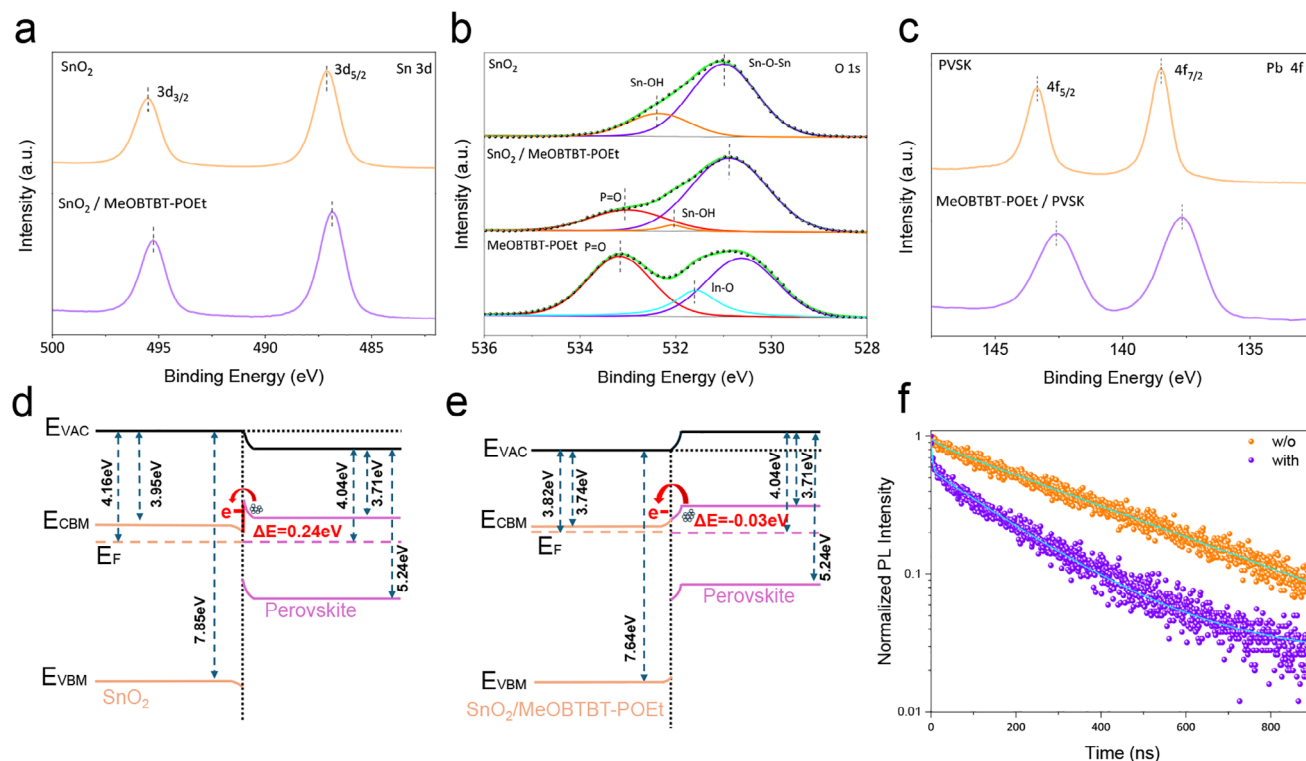 a
SnO₂
3d₃/₂
3d₅/₂
Sn 3d
SnO₂ / MeOBTBT-POEt
Intensity (a.u.)
500 495 490 485
Binding Energy (eV)
b
SnO₂
Sn-OH
Sn-O-Sn
O 1s
SnO₂ / MeOBTBT-POEt
P=O
Sn-OH
MeOBTBT-POEt
P=O
In-O
Intensity (a.u.)
536 534 532 530 528
Binding Energy (eV)
c
PVSK
4f₅/₂
4f₇/₂
Pb 4f
MeOBTBT-POEt / PVSK
Intensity (a.u.)
145 140 135
Binding Energy (eV)
d
EVAC
4.16eV
3.95eV
4.04eV
3.71eV
e-
ECBM
ΔE=0.24eV
EF
5.24eV
Perovskite
7.85eV
EVBM
SnO₂
e
EVAC
3.82eV
3.74eV
4.04eV
3.71eV
e-
ECBM
ΔE=-0.03eV
EF
5.24eV
Perovskite
7.64eV
EVBM
SnO₂/MeOBTBT-POEt
f
w/o
with
Normalized PL Intensity
1
0.1
0.01
0 200 400 600 800
Time (ns)